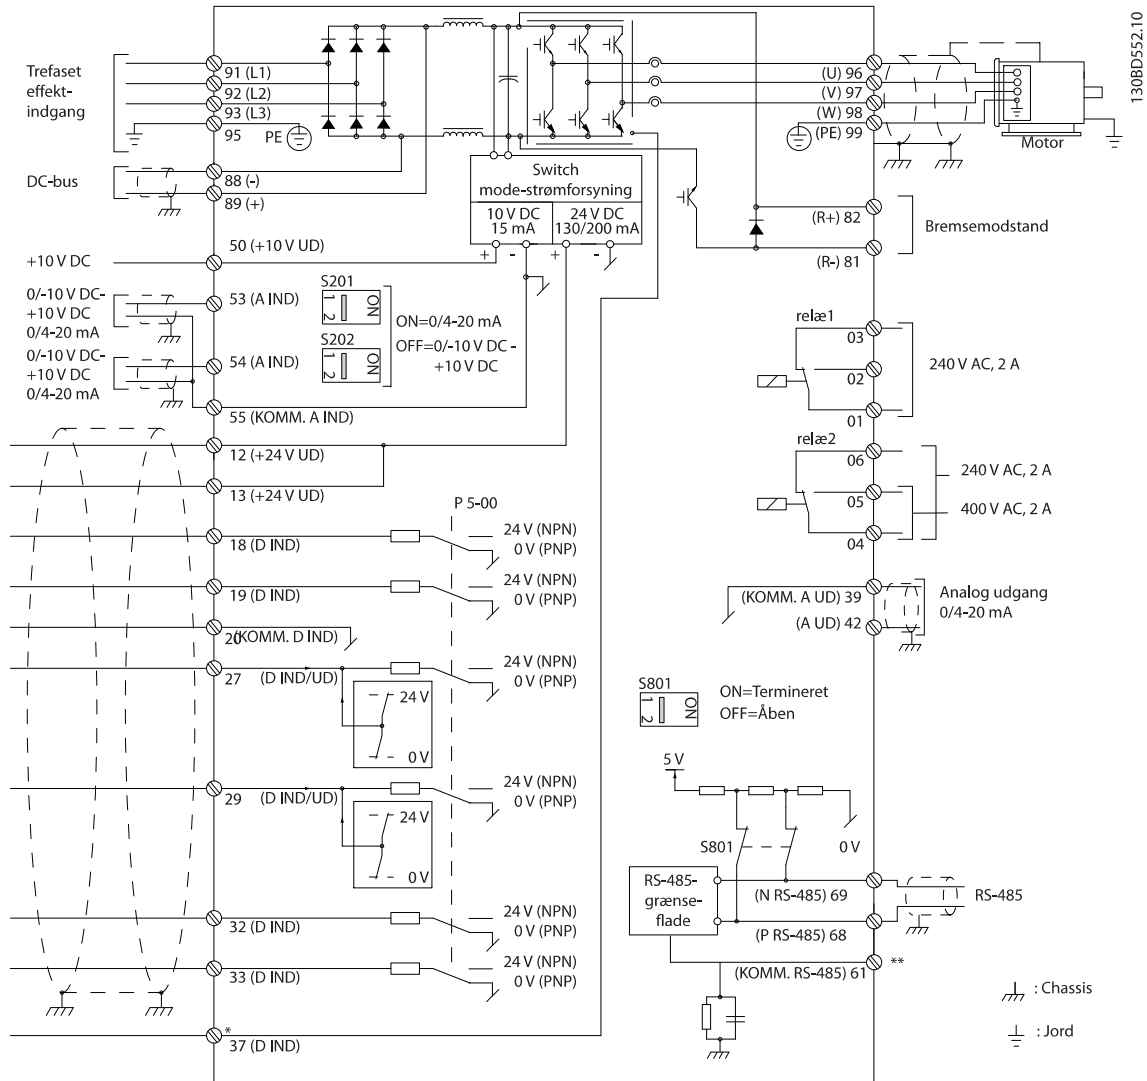 130BD552.10
Trefaset
effekt-
indgang
91 (L1)
92 (L2)
93 (L3)
95
PE
DC-bus
88 (-)
89 (+)
Switch
mode-strømforsyning
10 V DC
15 mA
24 V DC
130/200 mA
+
-
+
-
(U) 96
(V) 97
(W) 98
(PE) 99
Motor
(R+) 82
(R-) 81
Bremsemodstand
50 (+10 V UD)
+10 V DC
0/-10 V DC-
+10 V DC
0/4-20 mA
53 (A IND)
0/-10 V DC-
+10 V DC
0/4-20 mA
54 (A IND)
55 (KOMM. A IND)
S201
1
2
ON
S202
1
2
ON
ON=0/4-20 mA
OFF=0/-10 V DC-
+10 V DC
relæ1
03
02
01
240 V AC, 2 A
relæ2
06
05
04
240 V AC, 2 A
400 V AC, 2 A
12 (+24 V UD)
13 (+24 V UD)
P 5-00
18 (D IND)
24 V (NPN)
0 V (PNP)
19 (D IND)
24 V (NPN)
0 V (PNP)
20 (KOMM. D IND)
27
(D IND/UD)
24 V (NPN)
0 V (PNP)
24 V
0 V
29
(D IND/UD)
24 V (NPN)
0 V (PNP)
24 V
0 V
32 (D IND)
24 V (NPN)
0 V (PNP)
33 (D IND)
24 V (NPN)
0 V (PNP)
*
37 (D IND)
(KOMM. A UD) 39
(A UD) 42
Analog udgang
0/4-20 mA
S801
1
2
ON
ON=Termineret
OFF=Åben
5 V
S801
0 V
RS-485-
grænse-
flade
(N RS-485) 69
(P RS-485) 68
(KOMM. RS-485) 61
**
RS-485
: Chassis
: Jord